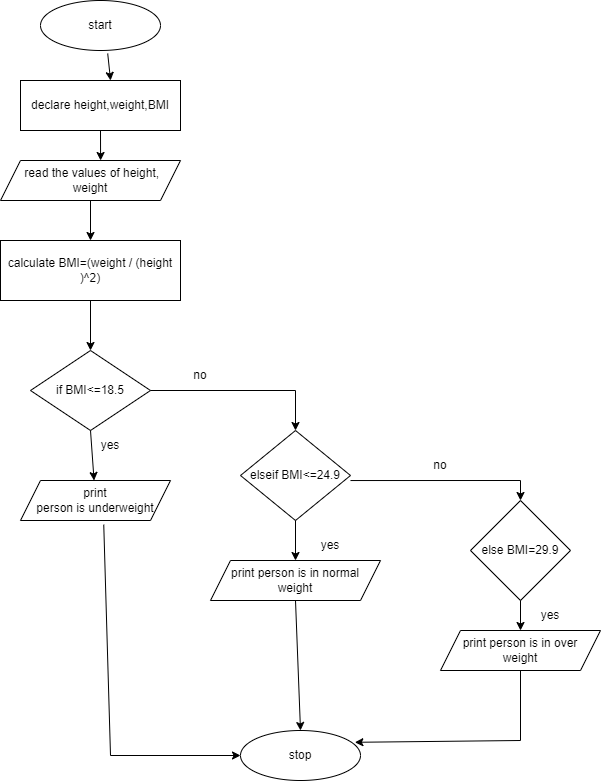 start
declare height,weight,BMI
read the values of height,
weight
calculate BMI=(weight / (height
)^2)
if BMI<=18.5
no
yes
print
person is underweight
elseif BMI<=24.9
no
yes
print person is in normal
weight
else BMI=29.9
yes
print person is in over
weight
stop